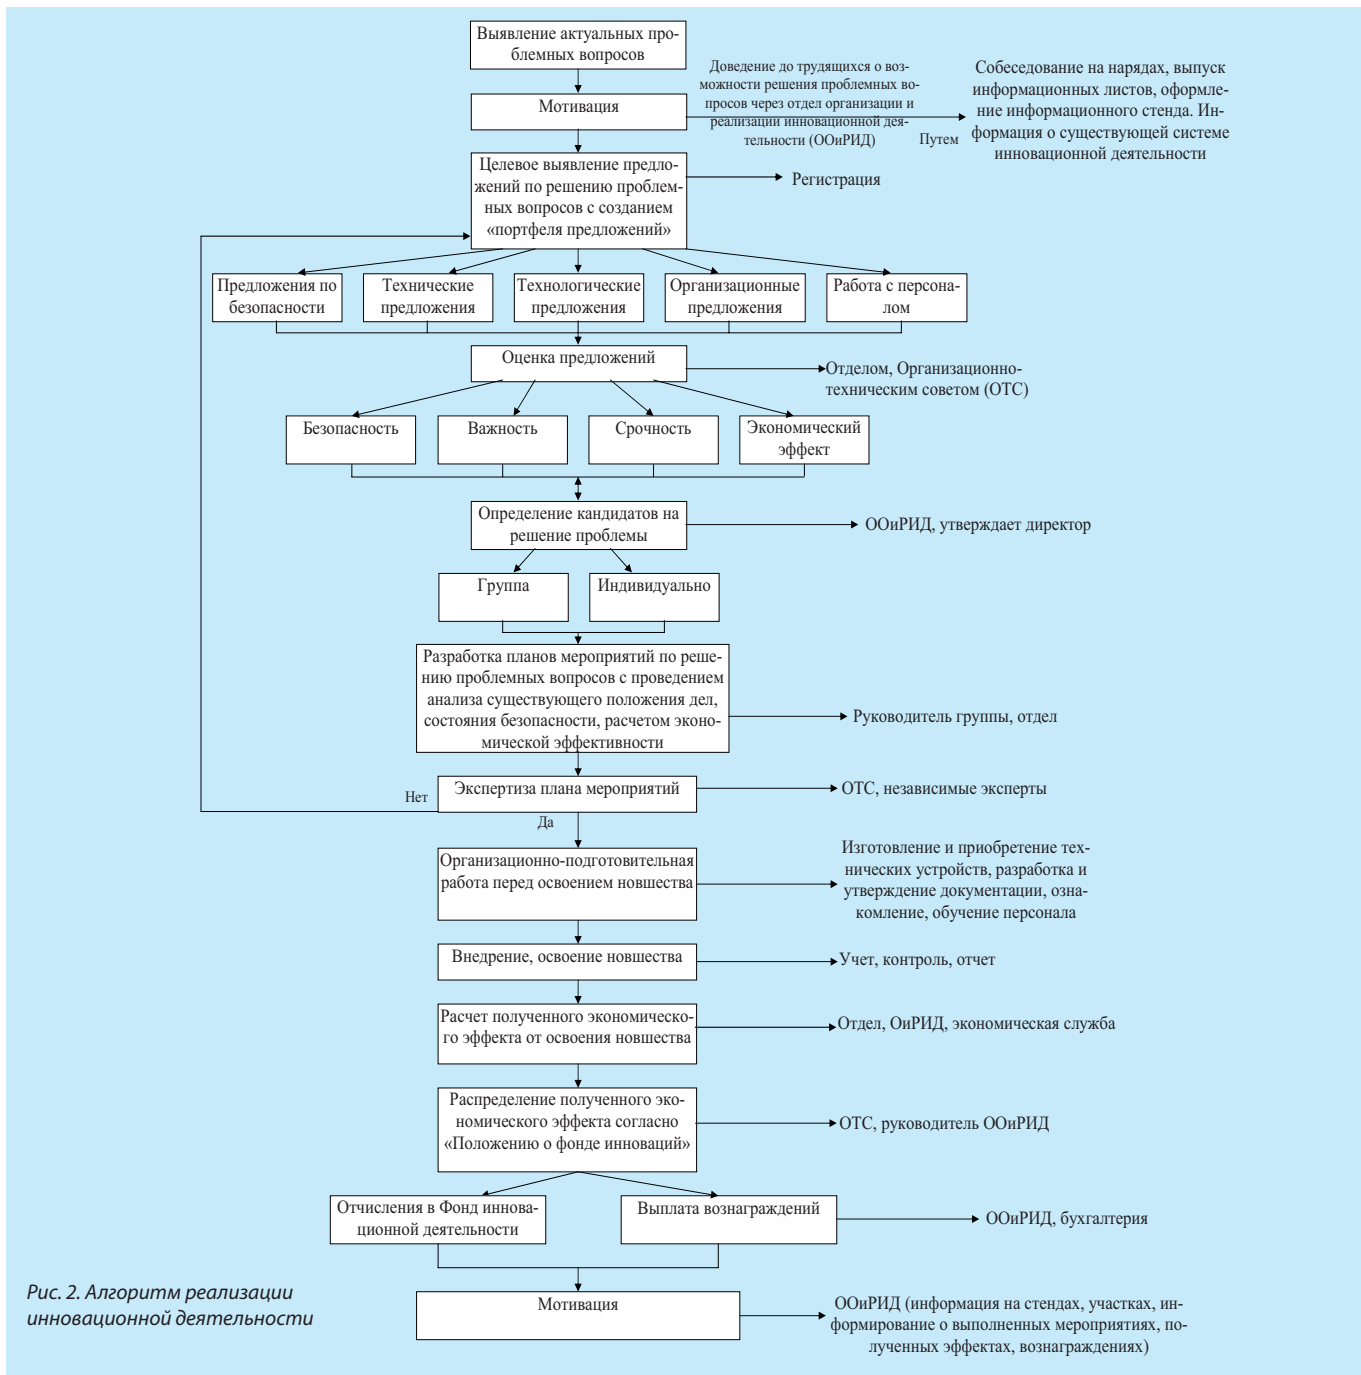 Выявление актуальных про-
блемных вопросов
Доведение до трудящихся о воз-
можности решения проблемных во-
просов через отдел организации и
реализации инновационной дея-
тельности (ООиРИД)
Путем
Собеседование на нарядах, выпуск
информационных листов, оформле-
ние информационного стенда. Ин-
формация о существующей системе
инновационной деятельности
Мотивация
Целевое выявление предло-
жений по решению проблем-
ных вопросов с созданием
«портфеля предложений»
Регистрация
Предложения по
безопасности
Технические
предложения
Технологические
предложения
Организационные
предложения
Работа с персона-
лом
Оценка предложений
Отделом, Организационно-
техническим советом (ОТС)
Безопасность
Важность
Срочность
Экономический
эффект
Определение кандидатов на
решение проблемы
ООиРИД, утверждает директор
Группа
Индивидуально
Разработка планов мероприятий по реше-
нию проблемных вопросов с проведением
анализа существующего положения дел,
состояния безопасности, расчетом эконо-
мической эффективности
Руководитель группы, отдел
Экспертиза плана мероприятий
ОТС, независимые эксперты
Нет
Да
Организационно-подготовительная
работа перед освоением новшества
Изготовление и приобретение тех-
нических устройств, разработка и
утверждение документации, озна-
комление, обучение персонала
Внедрение, освоение новшества
Учет, контроль, отчет
Расчет полученного экономическо-
го эффекта от освоения новшества
Отдел, ОиРИД, экономическая служба
Распределение полученного эко-
номического эффекта согласно
«Положению о фонде инноваций»
ОТС, руководитель ООиРИД
Отчисления в Фонд иннова-
ционной деятельности
Выплата вознаграждений
ООиРИД, бухгалтерия
Мотивация
ООиРИД (информация на стендах, участках, ин-
формирование о выполненных мероприятиях, по-
лученных эффектах, вознаграждениях)
Рис. 2. Алгоритм реализации
инновационной деятельности